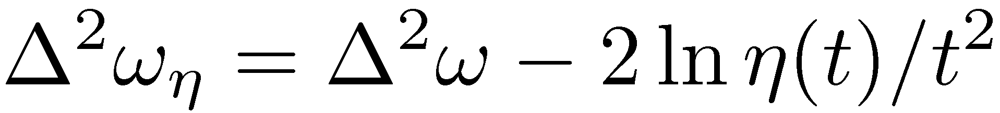 Δ²ω_η = Δ²ω − 2 ln η(t)/t²